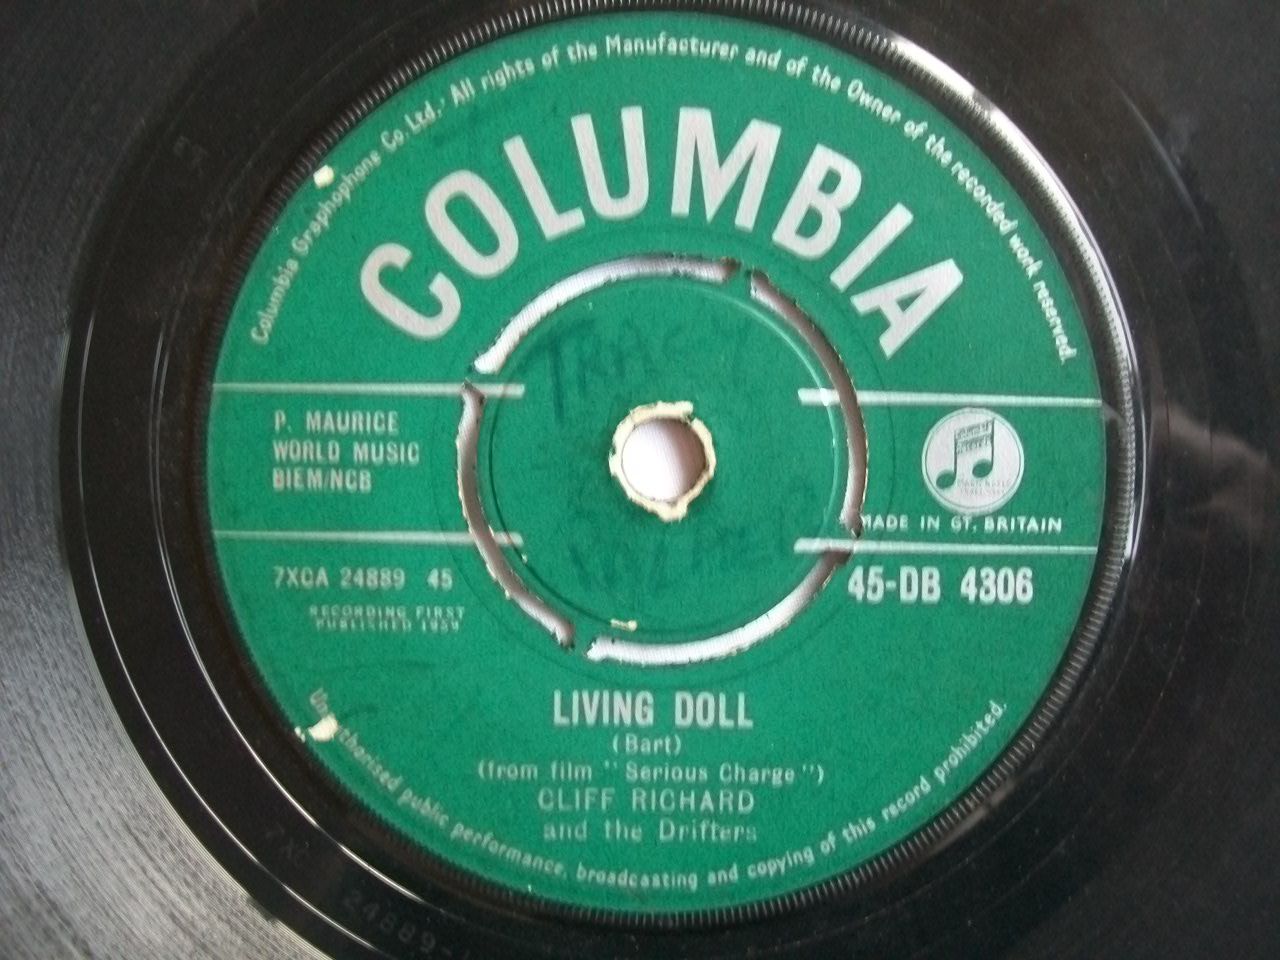 Columbia Graphophone Co. Ltd. All rights of the Manufacturer and of the Owner of the recorded work reserved.
COLUMBIA
TRACY
P. MAURICE
WORLD MUSIC
BIEM/NCB
MADE IN GT. BRITAIN
7XCA 24889 45
45-DB 4306
RECORDING FIRST
PUBLISHED 1959
LIVING DOLL
(Bart)
(from film "Serious Charge")
CLIFF RICHARD
and the Drifters
Unauthorised public performance, broadcasting and copying of this record prohibited.